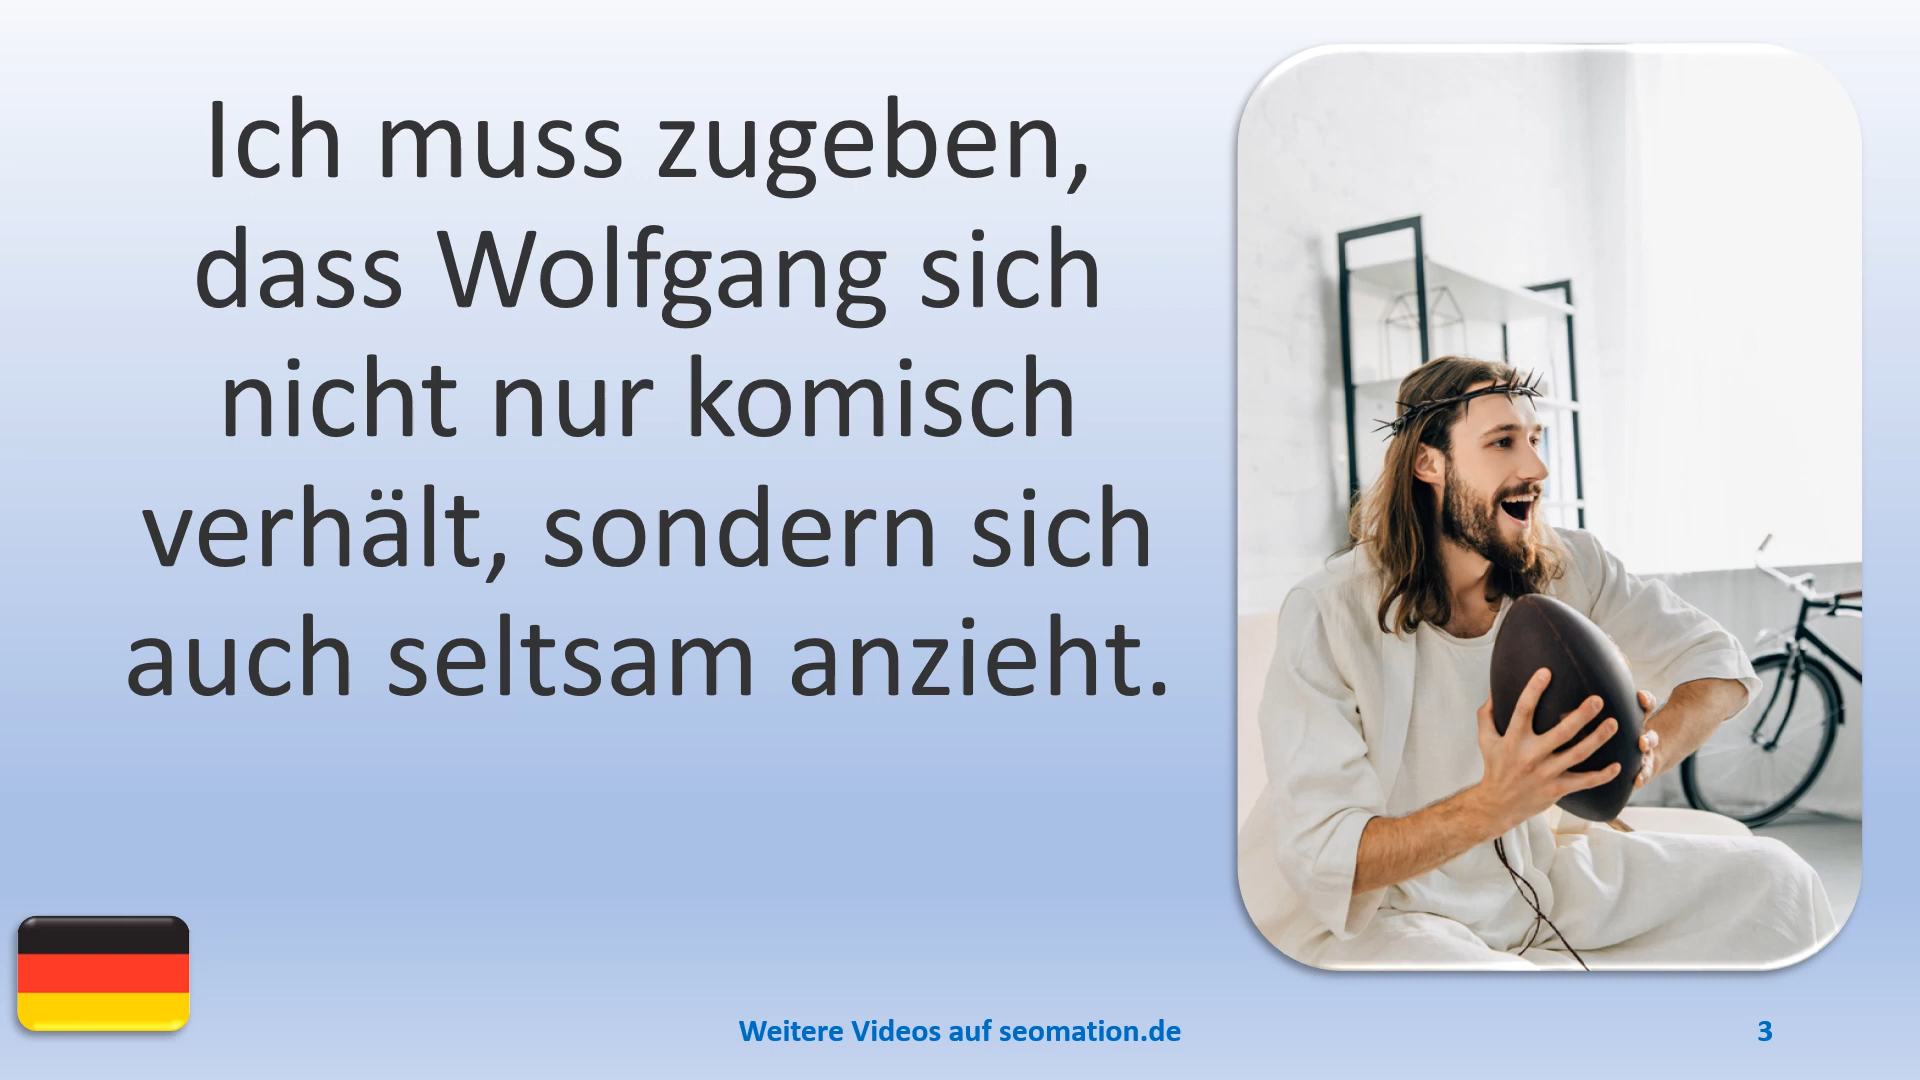 Ich muss zugeben,
dass Wolfgang sich
nicht nur komisch
verhält, sondern sich
auch seltsam anzieht.
Weitere Videos auf seomation.de
3